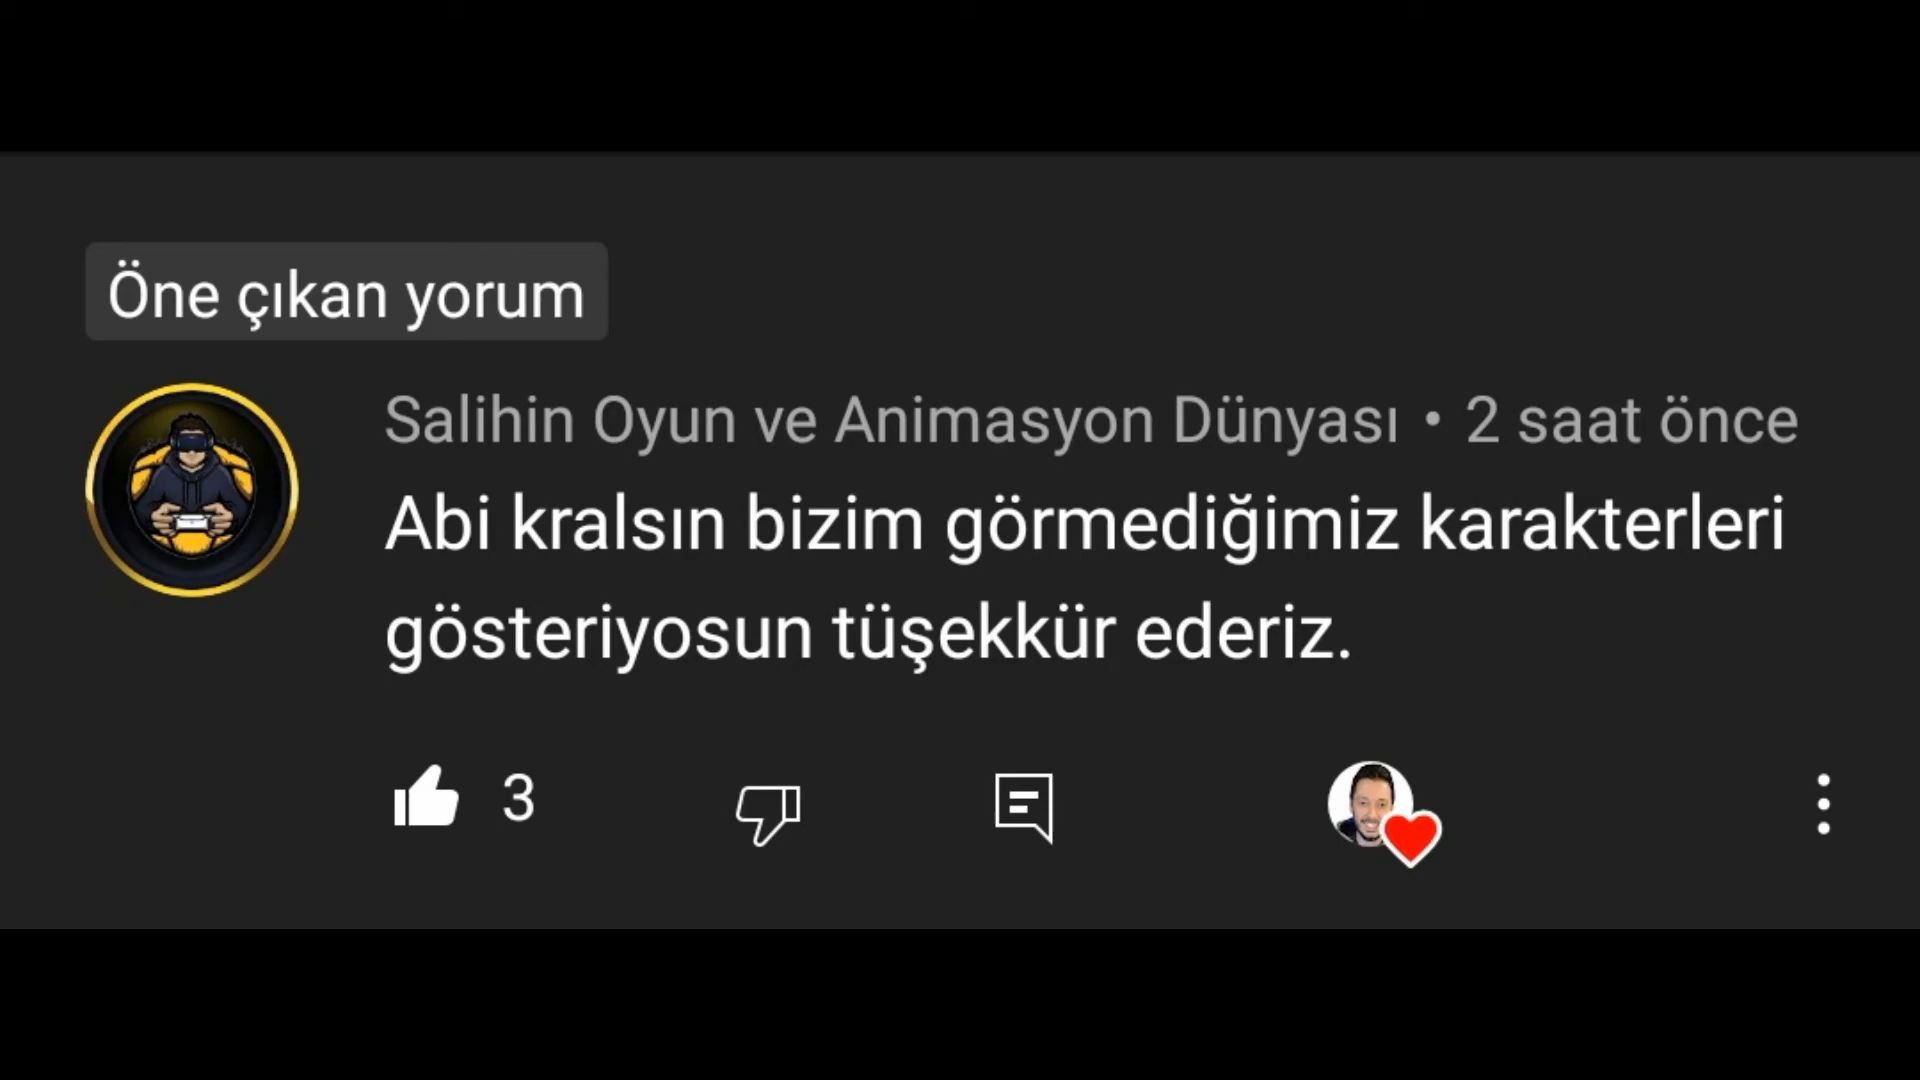 Öne çıkan yorum
Salihin Oyun ve Animasyon Dünyası • 2 saat önce
Abi kralsın bizim görmediğimiz karakterleri
gösteriyosun tüşekkür ederiz.
3